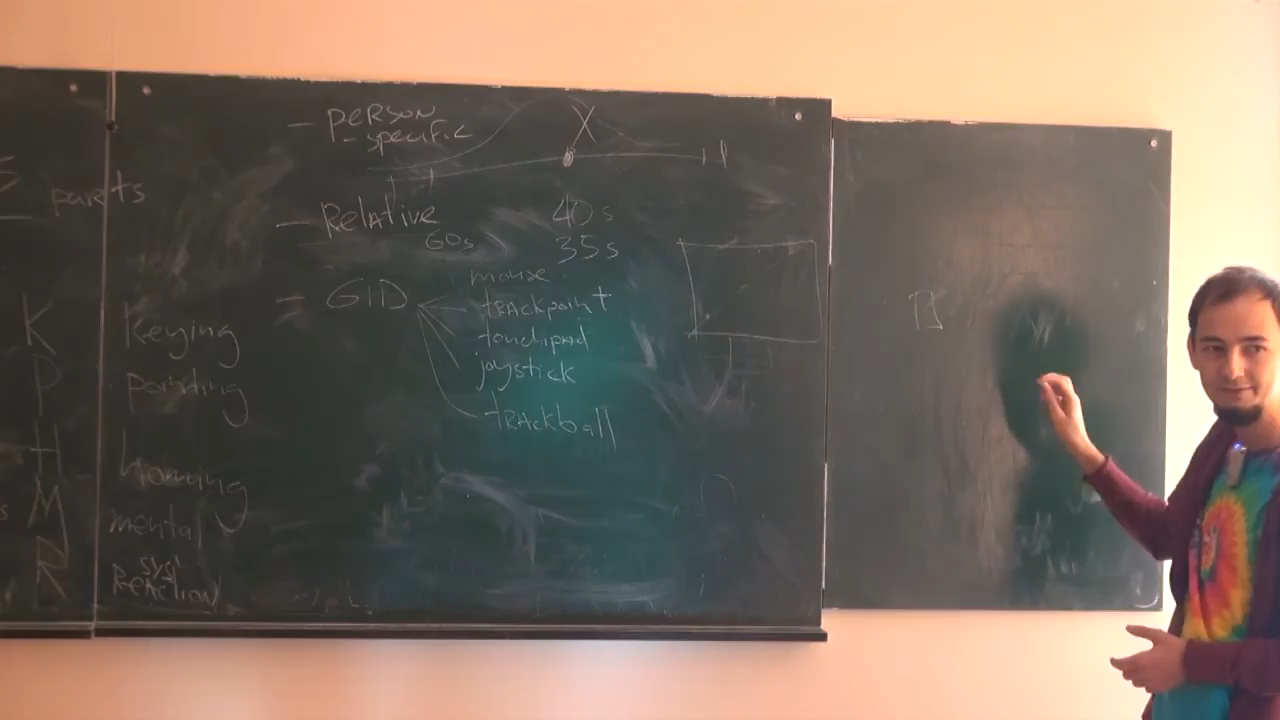 - PERSON
- specific
X
parts
- Relative 40s
60s 35s
- GID mouse
trackpoint
touchpad
joystick
trackball
K keying
P pointing
H homing
M mental
sys
R Reaction